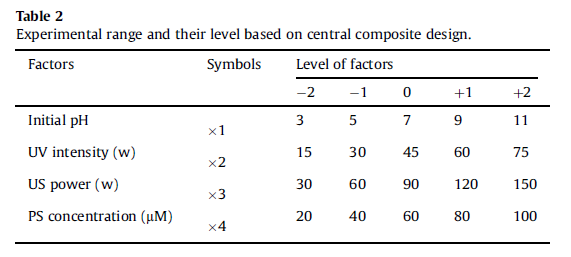 Table 2
Experimental range and their level based on central composite design.
Factors Symbols Level of factors
−2 −1 0 +1 +2
Initial pH ×1 3 5 7 9 11
UV intensity (w) ×2 15 30 45 60 75
US power (w) ×3 30 60 90 120 150
PS concentration (μM) ×4 20 40 60 80 100